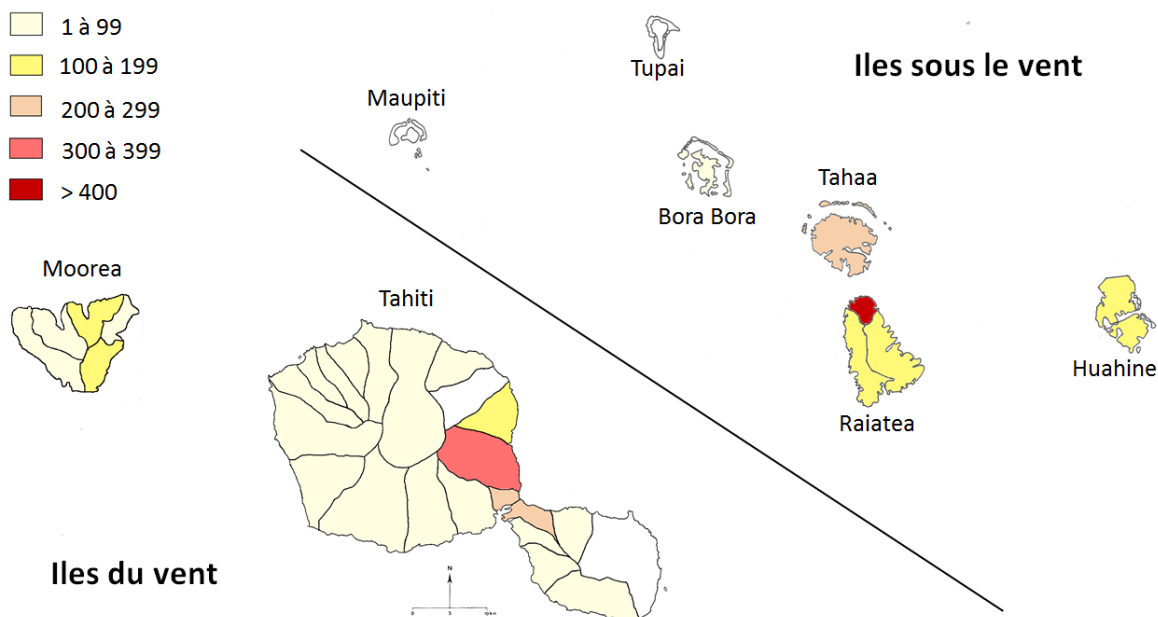 1 à 99
100 à 199
200 à 299
300 à 399
> 400
Tupai
Iles sous le vent
Maupiti
Bora Bora
Tahaa
Moorea
Tahiti
Huahine
Raiatea
Iles du vent
N
0 5 10 km